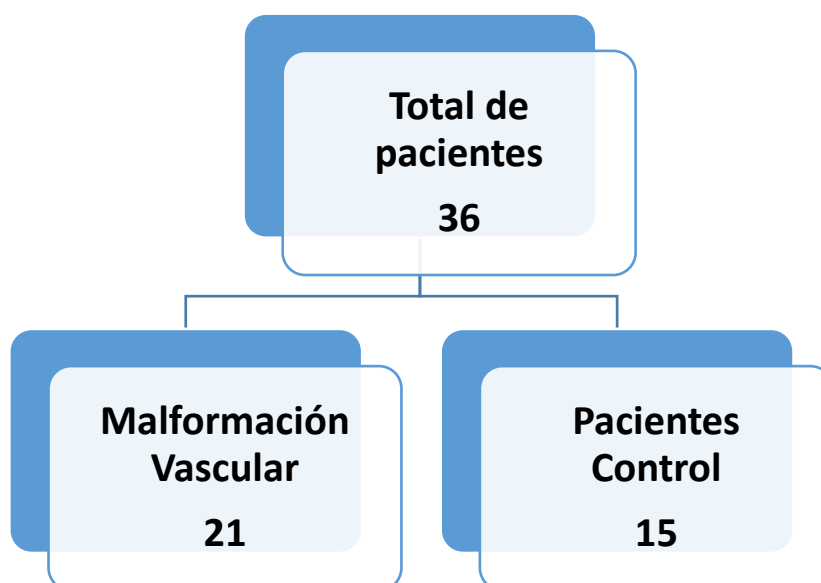 Total de
pacientes
36
Malformación
Vascular
21
Pacientes
Control
15